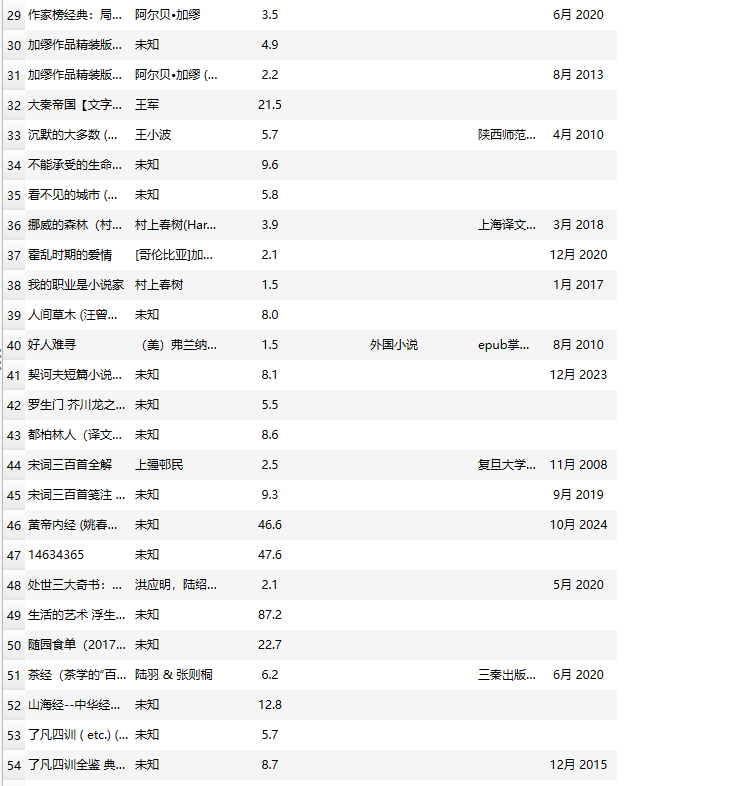 29 作家榜经典：局... 阿尔贝•加缪 3.5 6月 2020
30 加缪作品精装版... 未知 4.9
31 加缪作品精装版... 阿尔贝•加缪 (... 2.2 8月 2013
32 大秦帝国【文字... 王军 21.5
33 沉默的大多数 (... 王小波 5.7 陕西师范... 4月 2010
34 不能承受的生命... 未知 9.6
35 看不见的城市 (... 未知 5.8
36 挪威的森林（村... 村上春树(Har... 3.9 上海译文... 3月 2018
37 霍乱时期的爱情 [哥伦比亚]加... 2.1 12月 2020
38 我的职业是小说家 村上春树 1.5 1月 2017
39 人间草木 (汪曾... 未知 8.0
40 好人难寻 （美）弗兰纳... 1.5 外国小说 epub掌... 8月 2010
41 契诃夫短篇小说... 未知 8.1 12月 2023
42 罗生门 芥川龙之... 未知 5.5
43 都柏林人（译文... 未知 8.6
44 宋词三百首全解 上彊邨民 2.5 复旦大学... 11月 2008
45 宋词三百首笺注 ... 未知 9.3 9月 2019
46 黄帝内经 (姚春... 未知 46.6 10月 2024
47 14634365 未知 47.6
48 处世三大奇书：... 洪应明，陆绍... 2.1 5月 2020
49 生活的艺术 浮生... 未知 87.2
50 随园食单（2017... 未知 22.7
51 茶经（茶学的“百... 陆羽 & 张则桐 6.2 三秦出版... 6月 2020
52 山海经--中华经... 未知 12.8
53 了凡四训 ( etc.) (... 未知 5.7
54 了凡四训全鉴 典... 未知 8.7 12月 2015